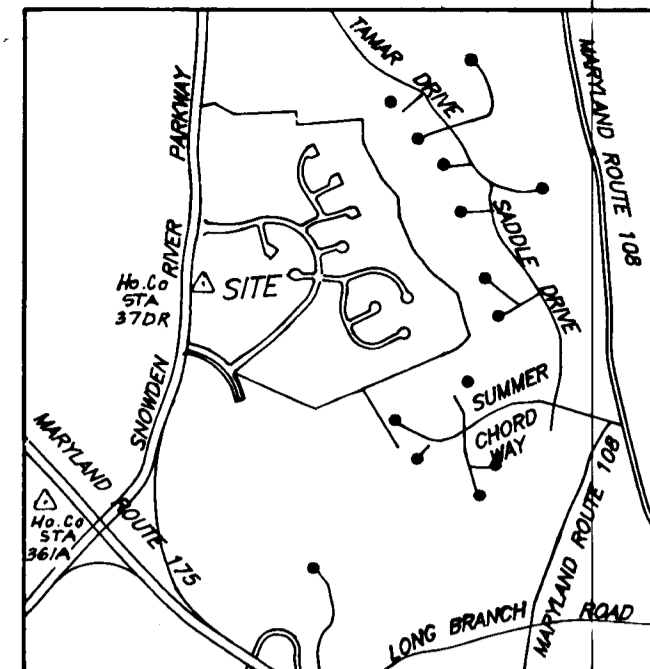 TAMAR DRIVE
MARYLAND ROUTE 108
SNOWDEN RIVER PARKWAY
SADDLE DRIVE
Ho.Co
STA
37DR
SITE
SUMMER
CHORD
WAY
MARYLAND ROUTE 175
Ho.Co
STA
361A
MARYLAND ROUTE 108
LONG BRANCH ROAD